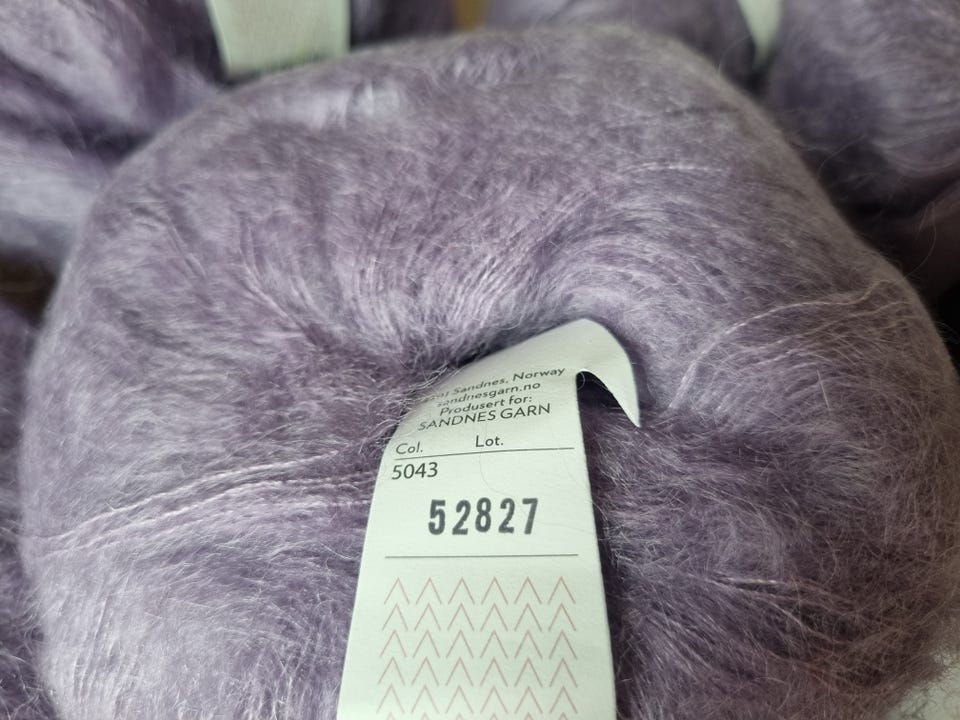 Sandnes, Norway
sandnesgarn.no
Produsert for:
SANDNES GARN
Col. Lot.
5043
52827